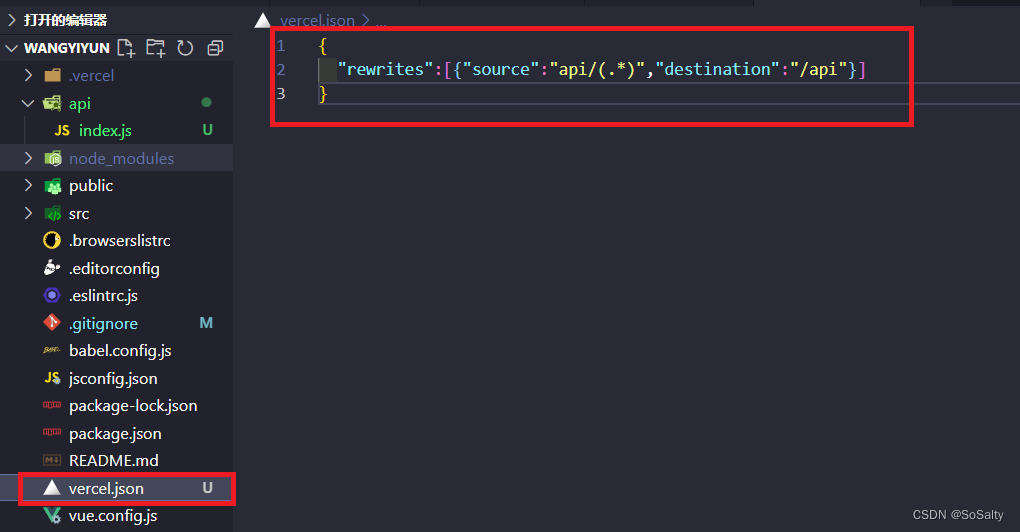 打开的编辑器
WANGYIYUN
.vercel
api
JS index.js U
node_modules
public
src
.browserslistrc
.editorconfig
.eslintrc.js
.gitignore M
babel.config.js
JS jsconfig.json
package-lock.json
package.json
README.md
vercel.json U
vue.config.js
vercel.json > ...
1 {
2 "rewrites":[{"source":"api/(.*)","destination":"/api"}]
3 }
CSDN @SoSalty